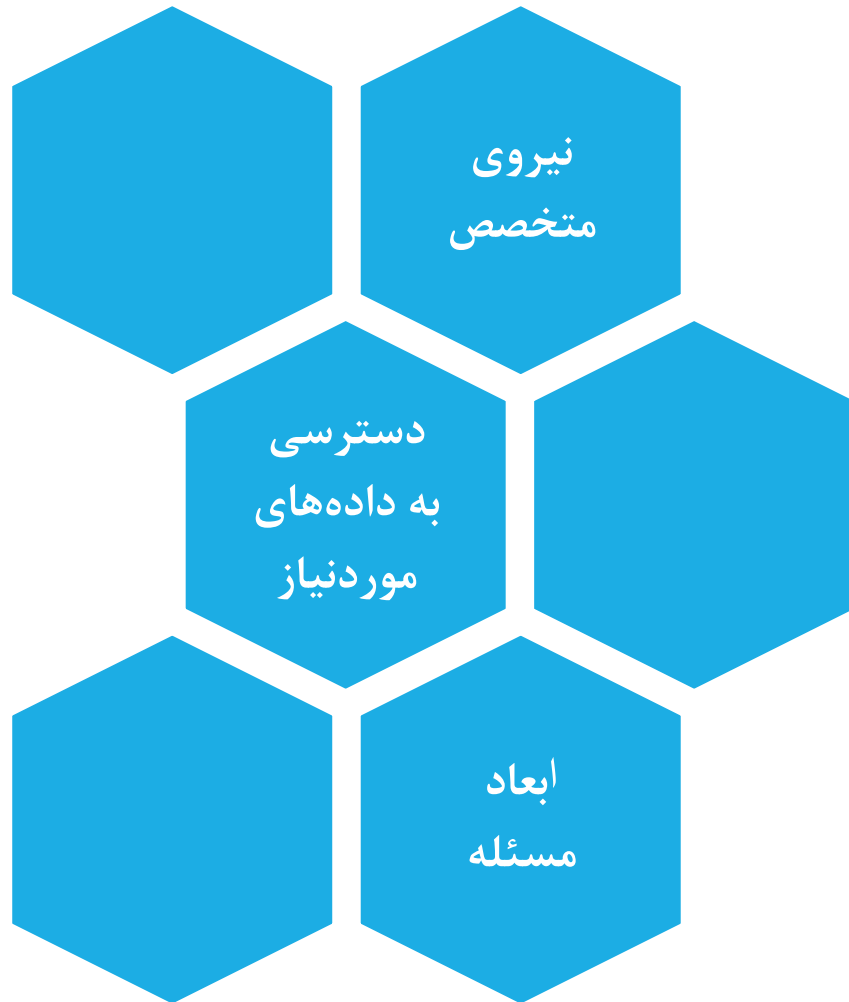 نیروی
متخصص
دسترسی
به داده‌های
موردنیاز
ابعاد
مسئله